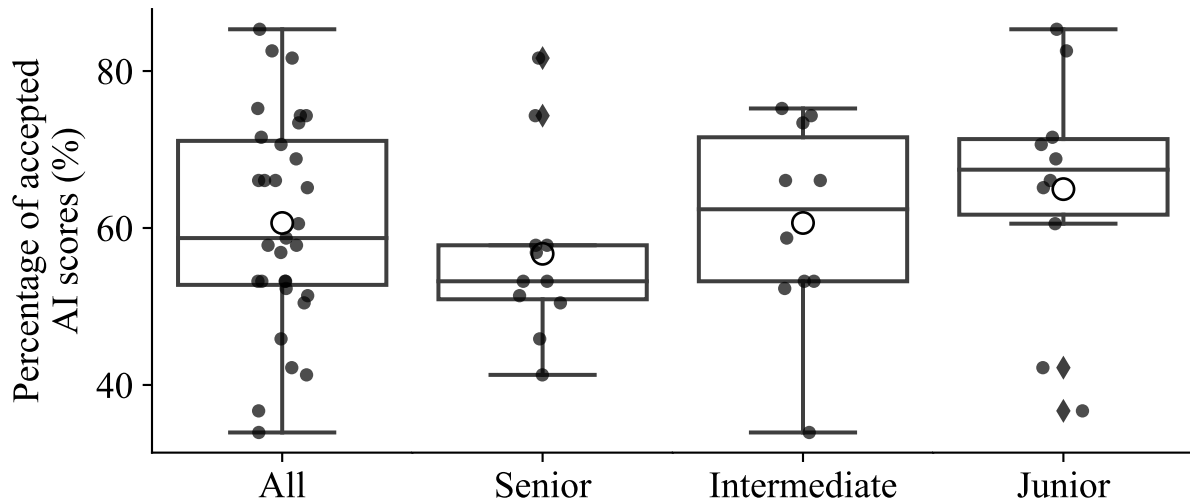 Percentage of accepted
AI scores (%)
80
60
40
All
Senior
Intermediate
Junior